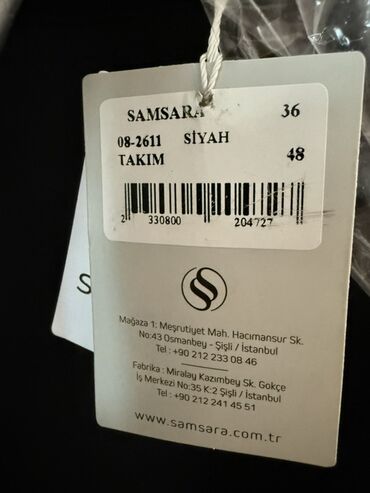 SAMSARA 36
08-2611 SİYAH
TAKIM 48
2 330800 204727
S
Mağaza 1: Meşrutiyet Mah. Hacımansur Sk.
No:43 Osmanbey - Şişli / İstanbul
Tel : +90 212 233 08 46
Fabrika : Miralay Kazımbey Sk. Gökçe
İş Merkezi No:35 K:2 Şişli / İstanbul
Tel : +90 212 241 45 51
www.samsara.com.tr